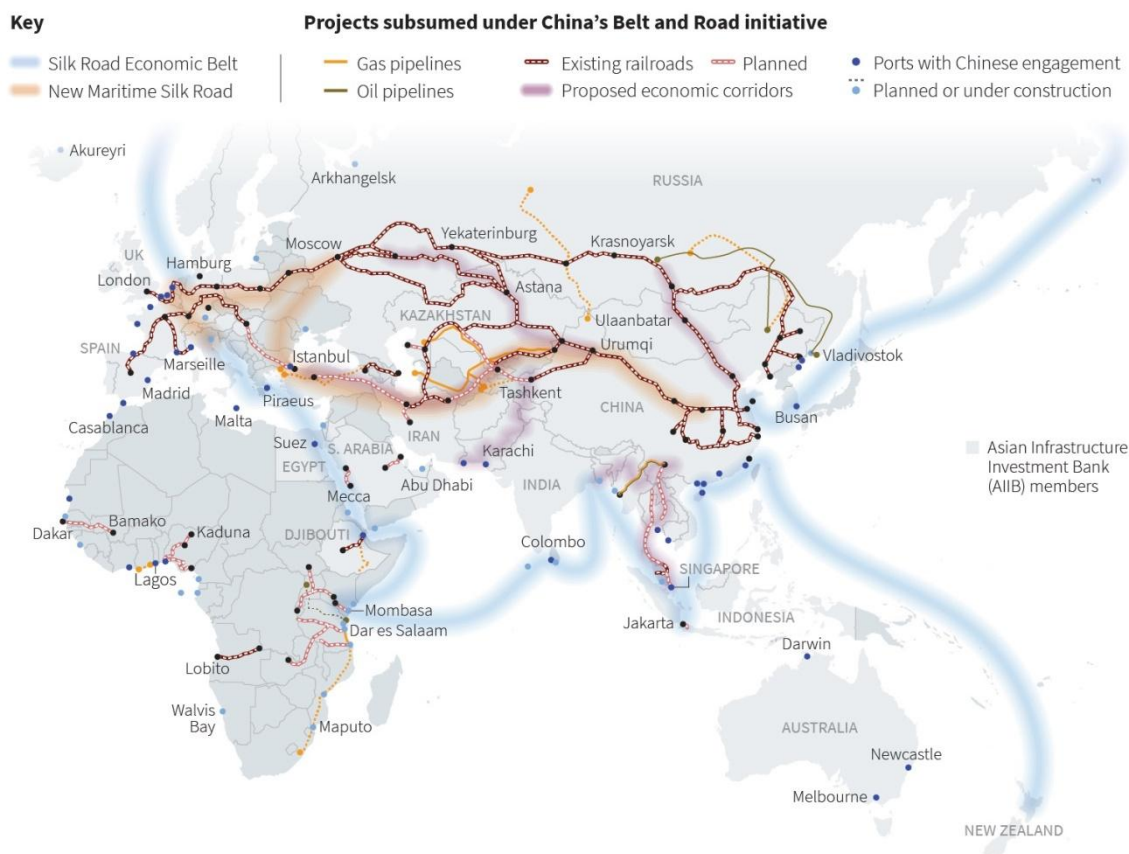 Key
Projects subsumed under China's Belt and Road initiative
Silk Road Economic Belt
New Maritime Silk Road
Gas pipelines
Oil pipelines
Existing railroads
Planned
Proposed economic corridors
Ports with Chinese engagement
Planned or under construction
Akureyri
Arkhangelsk
RUSSIA
Moscow
Yekaterinburg
Krasnoyarsk
UK
Hamburg
London
Astana
KAZAKHSTAN
Ulaanbatar
Urumqi
SPAIN
Marseille
Istanbul
Vladivostok
Madrid
Piraeus
Tashkent
CHINA
Busan
Casablanca
Malta
Suez
S. ARABIA
IRAN
Karachi
EGYPT
Mecca
Abu Dhabi
INDIA
Asian Infrastructure
Investment Bank
(AIIB) members
Dakar
Bamako
Kaduna
DJIBOUTI
Colombo
Lagos
SINGAPORE
Mombasa
INDONESIA
Dar es Salaam
Jakarta
Darwin
Lobito
Walvis
Bay
Maputo
AUSTRALIA
Newcastle
Melbourne
NEW ZEALAND